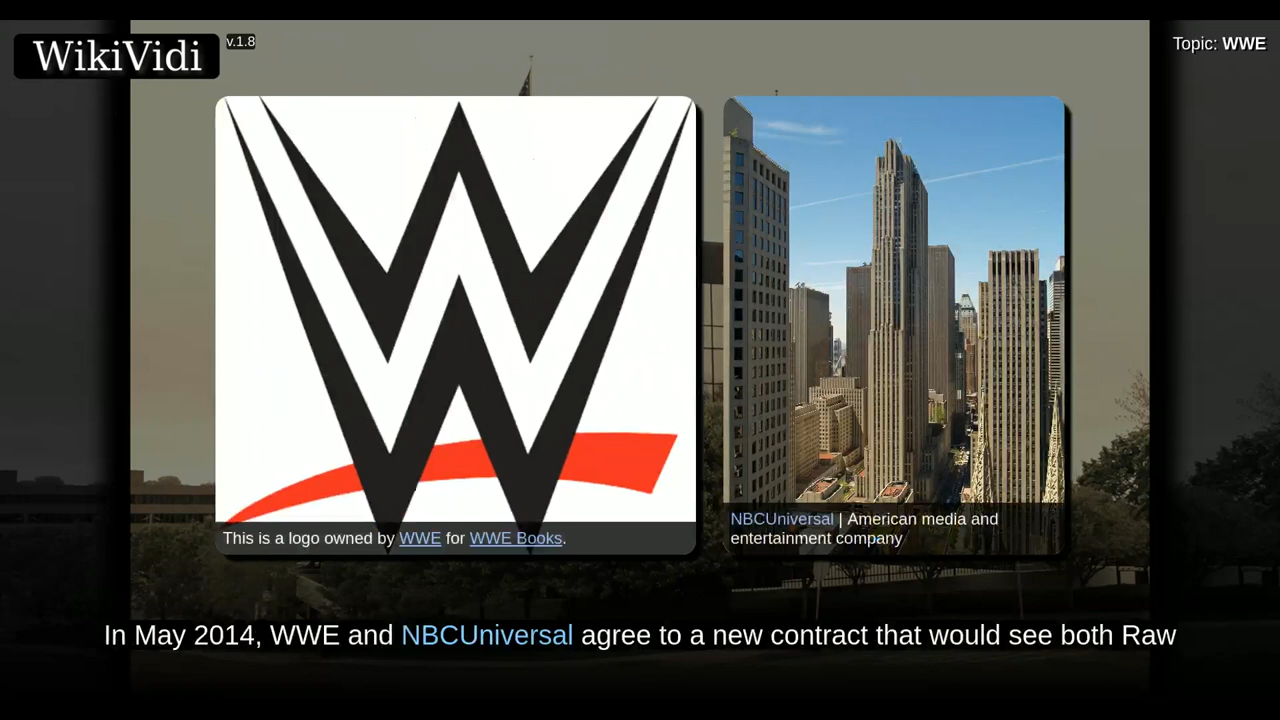 WikiVidi
v.1.8
Topic: WWE
This is a logo owned by WWE for WWE Books.
NBCUniversal | American media and
entertainment company
In May 2014, WWE and NBCUniversal agree to a new contract that would see both Raw